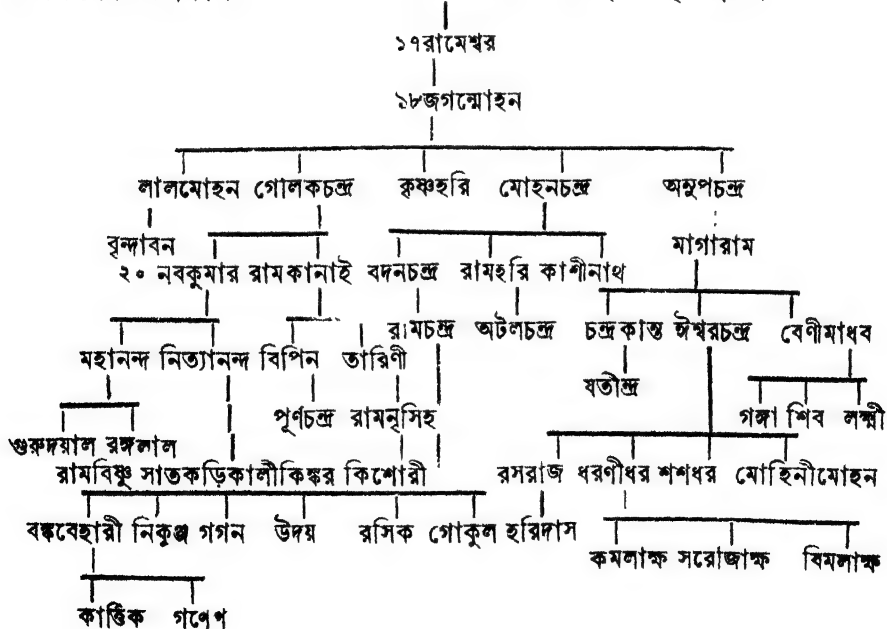 ১৭রামেশ্বর
১৮জগন্মোহন
লালমোহন গোলকচন্দ্র কৃষ্ণহরি মোহনচন্দ্র অনুপচন্দ্র
বৃন্দাবন মাগারাম
২০ নবকুমার রামকানাই বদনচন্দ্র রামহরি কাশীনাথ
রামচন্দ্র অটলচন্দ্র চন্দ্রকান্ত ঈশ্বরচন্দ্র বেণীমাধব
মহানন্দ নিত্যানন্দ বিপিন তারিণী
যতীন্দ্র
পূর্ণচন্দ্র রামনৃসিহ গঙ্গা শিব লক্ষ্মী
গুরুদয়াল রঙ্গলাল
রামবিষ্ণু সাতকড়ি কালীকিঙ্কর কিশোরী রসরাজ ধরণীধর শশধর মোহিনীমোহন
বঙ্কবেহারী নিকুঞ্জ গগন উদয় রসিক গোকুল হরিদাস
কমলাক্ষ সরোজাক্ষ বিমলাক্ষ
কার্ত্তিক গণেশ